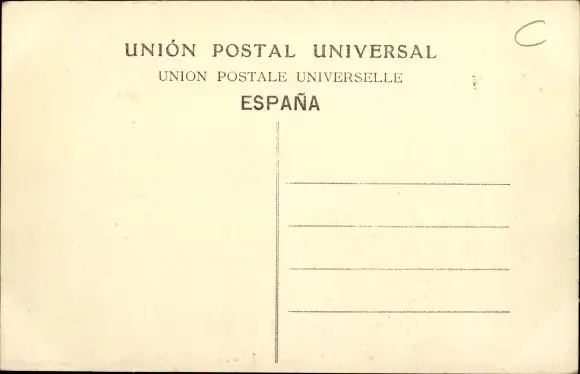 UNIÓN POSTAL UNIVERSAL
UNION POSTALE UNIVERSELLE
ESPAÑA
C